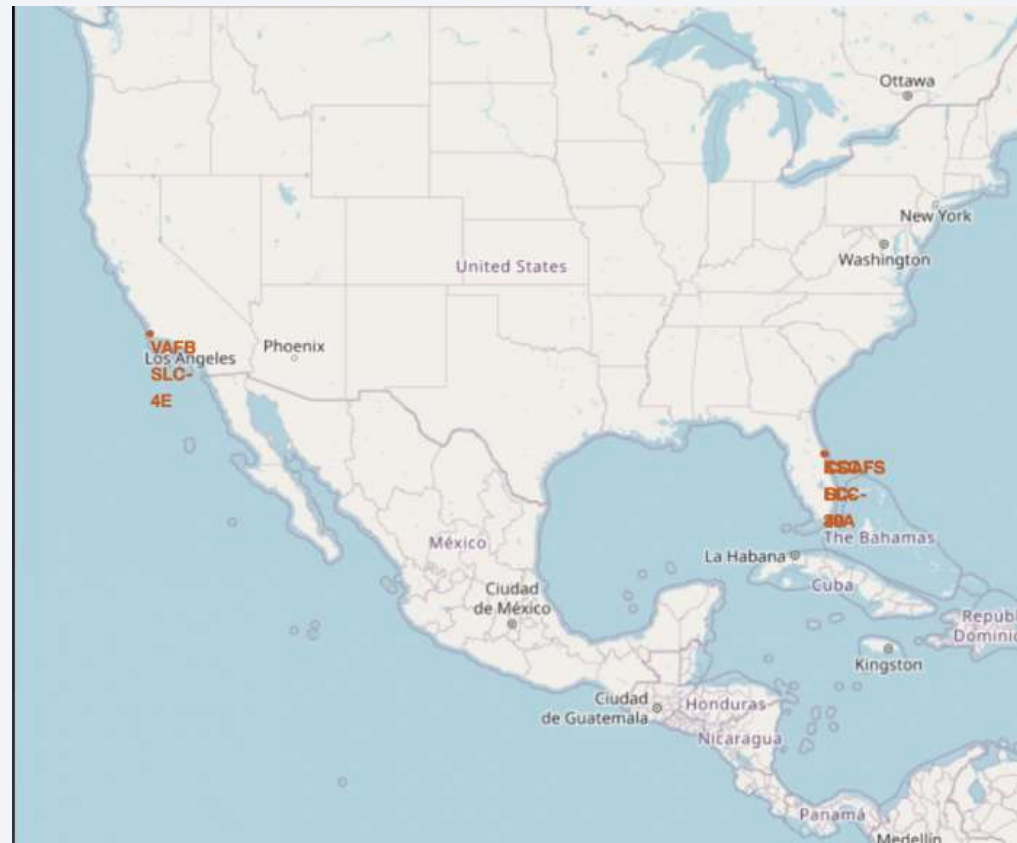 Ottawa
New York
United States
Washington
VAFB
Los Angeles
Phoenix
SLC-
4E
México
The Bahamas
La Habana
Cuba
Ciudad
de México
Kingston
Ciudad
de Guatemala
Honduras
Nicaragua
Panamá